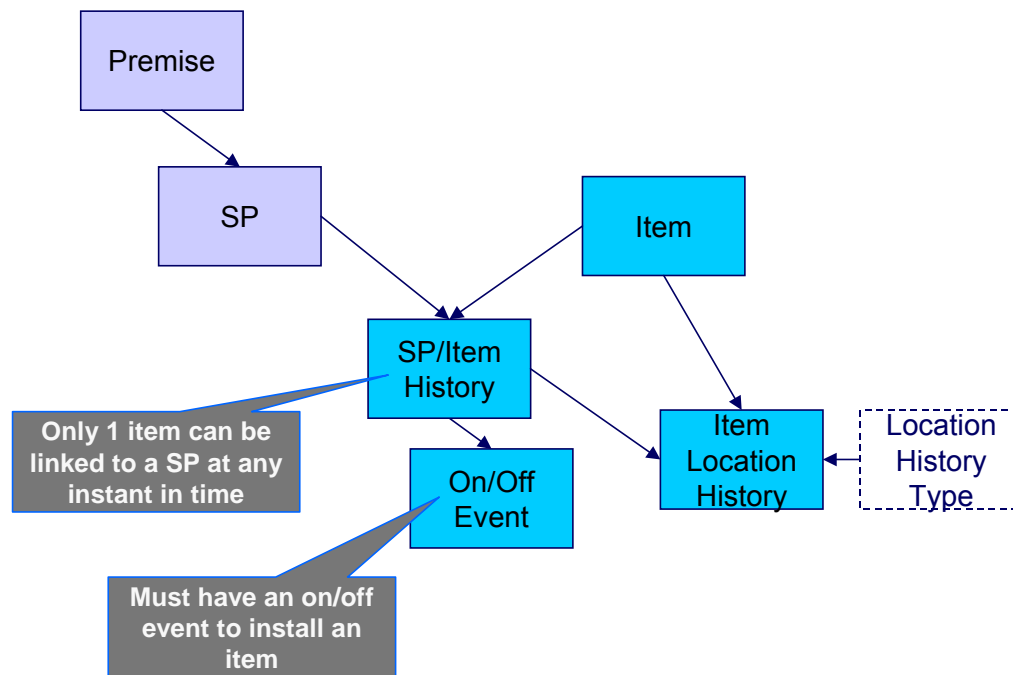 Premise
SP
Item
SP/Item
History
Only 1 item can be
linked to a SP at any
instant in time
Item
Location
History
Location
History
Type
On/Off
Event
Must have an on/off
event to install an
item